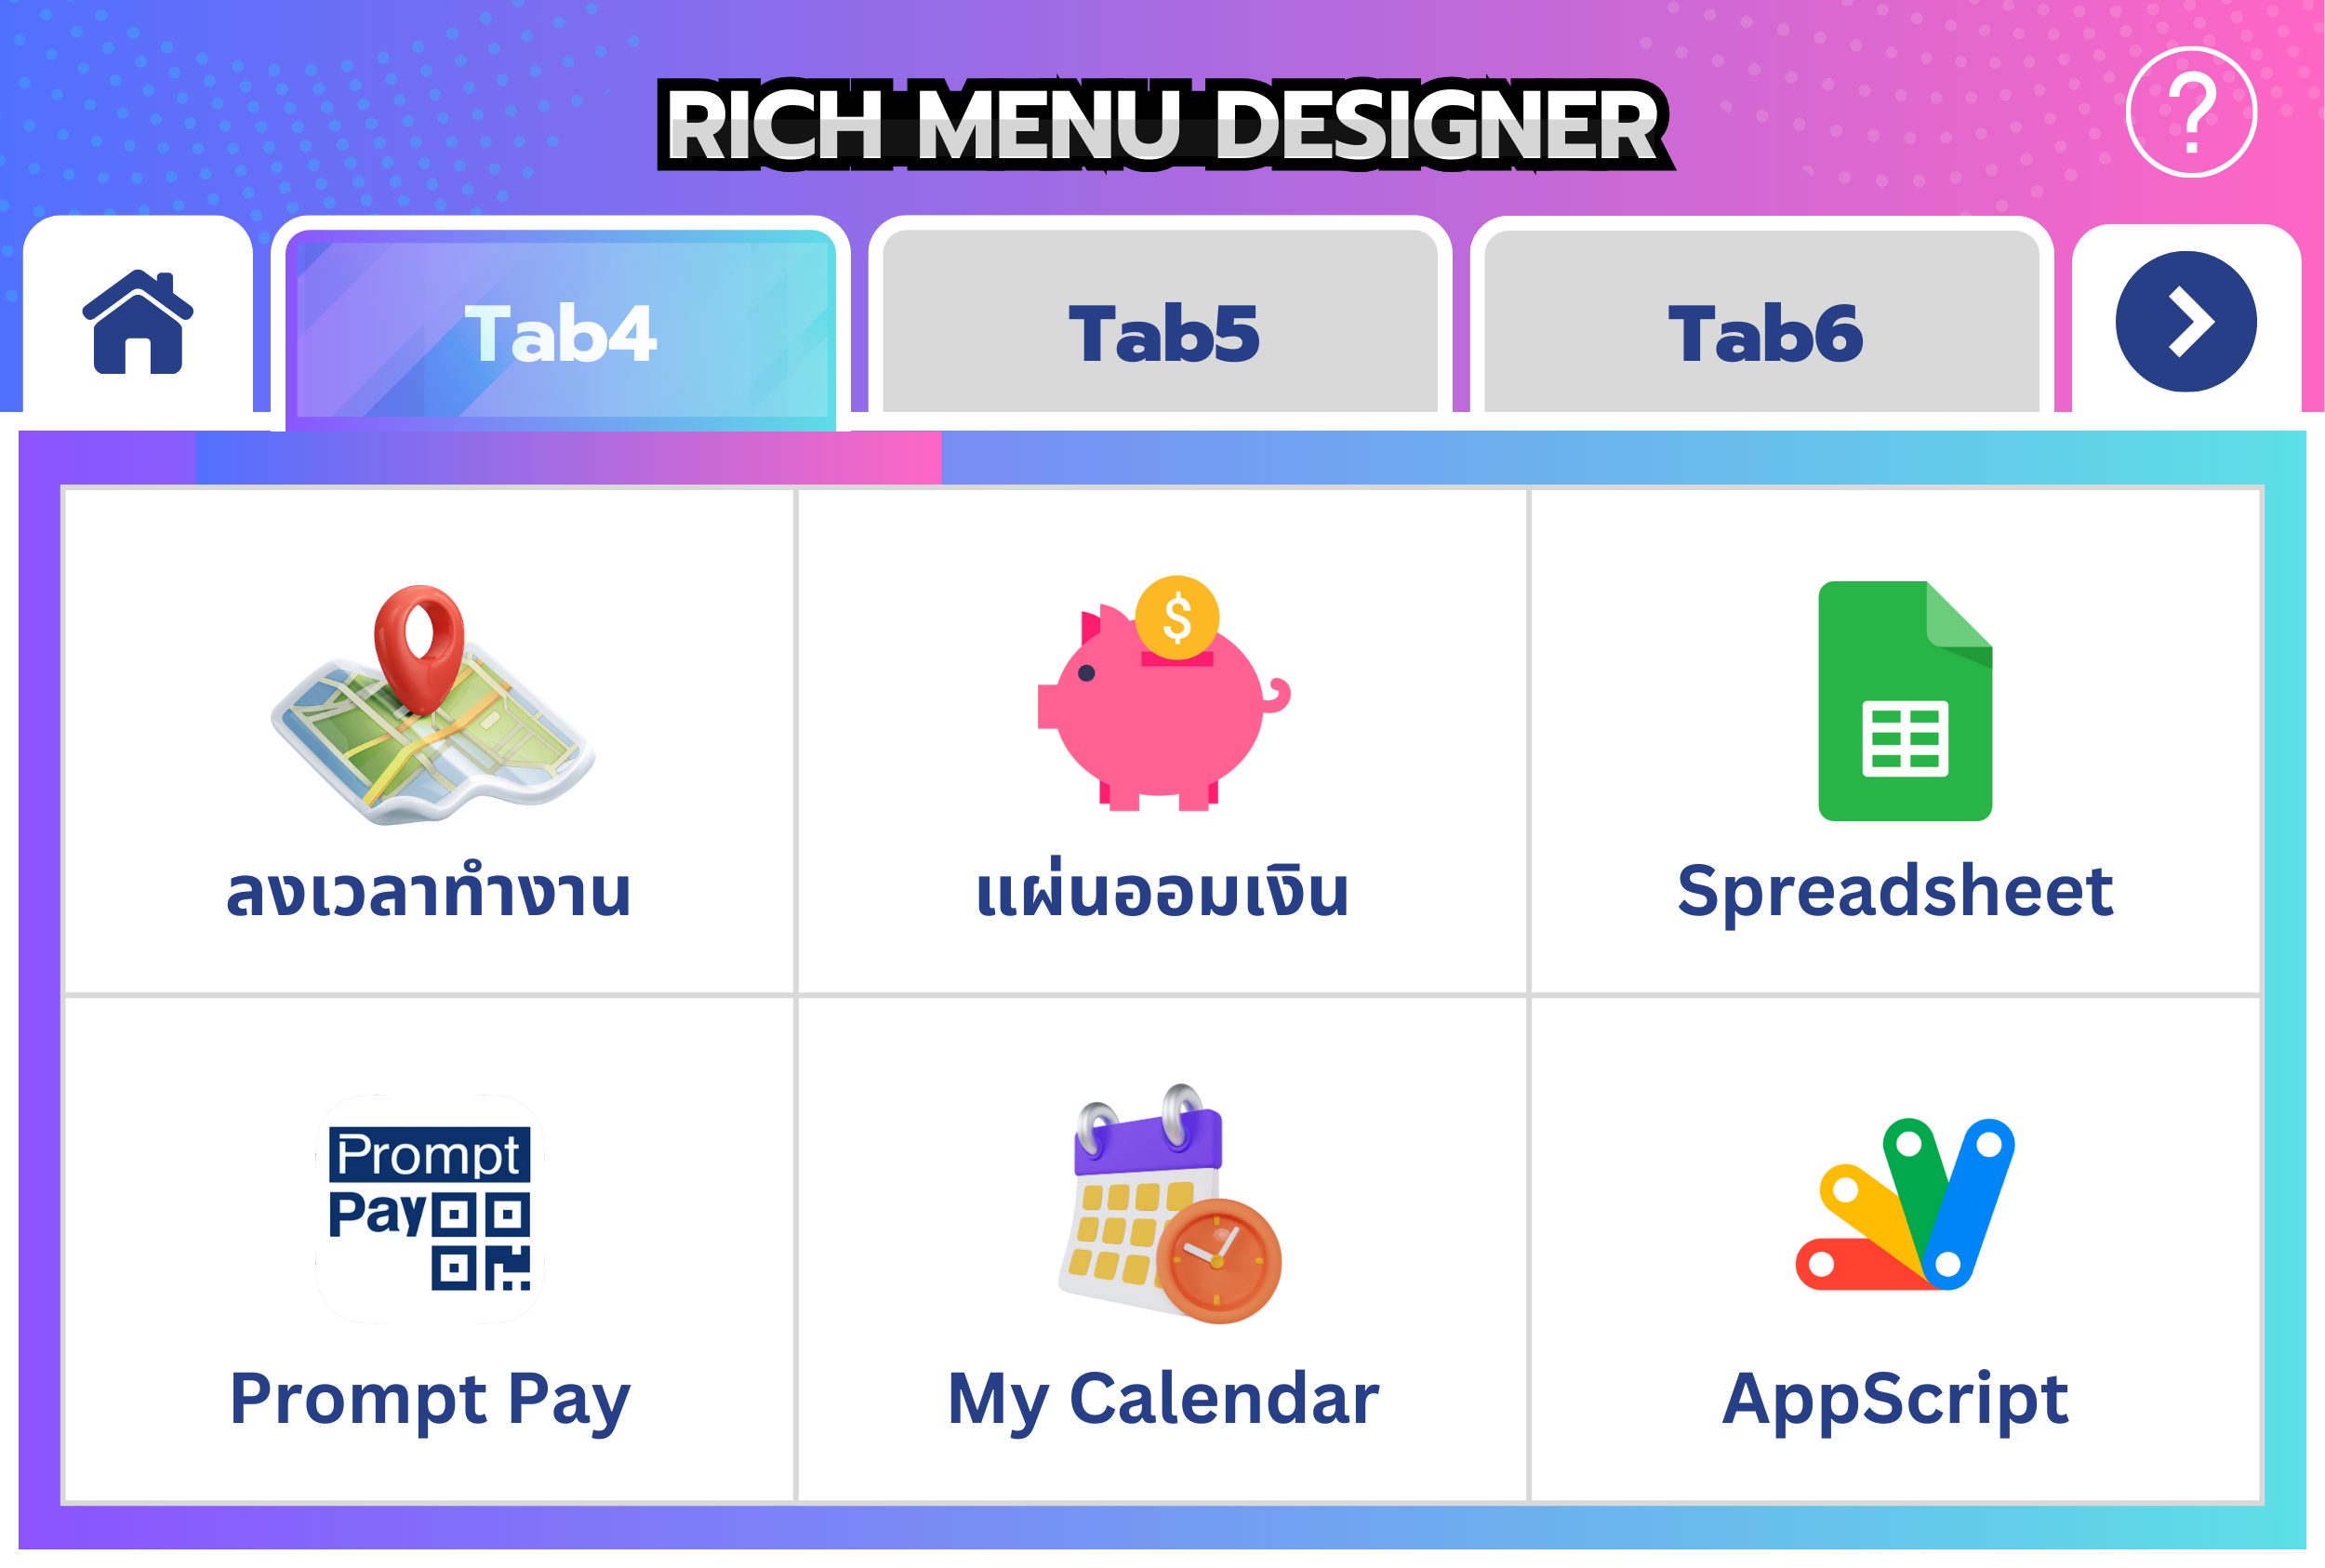 RICH MENU DESIGNER
?
Tab4
Tab5
Tab6
$
ลงเวลาทำงาน
แผ่นออมเงิน
Spreadsheet
Prompt
Pay
Prompt Pay
My Calendar
AppScript